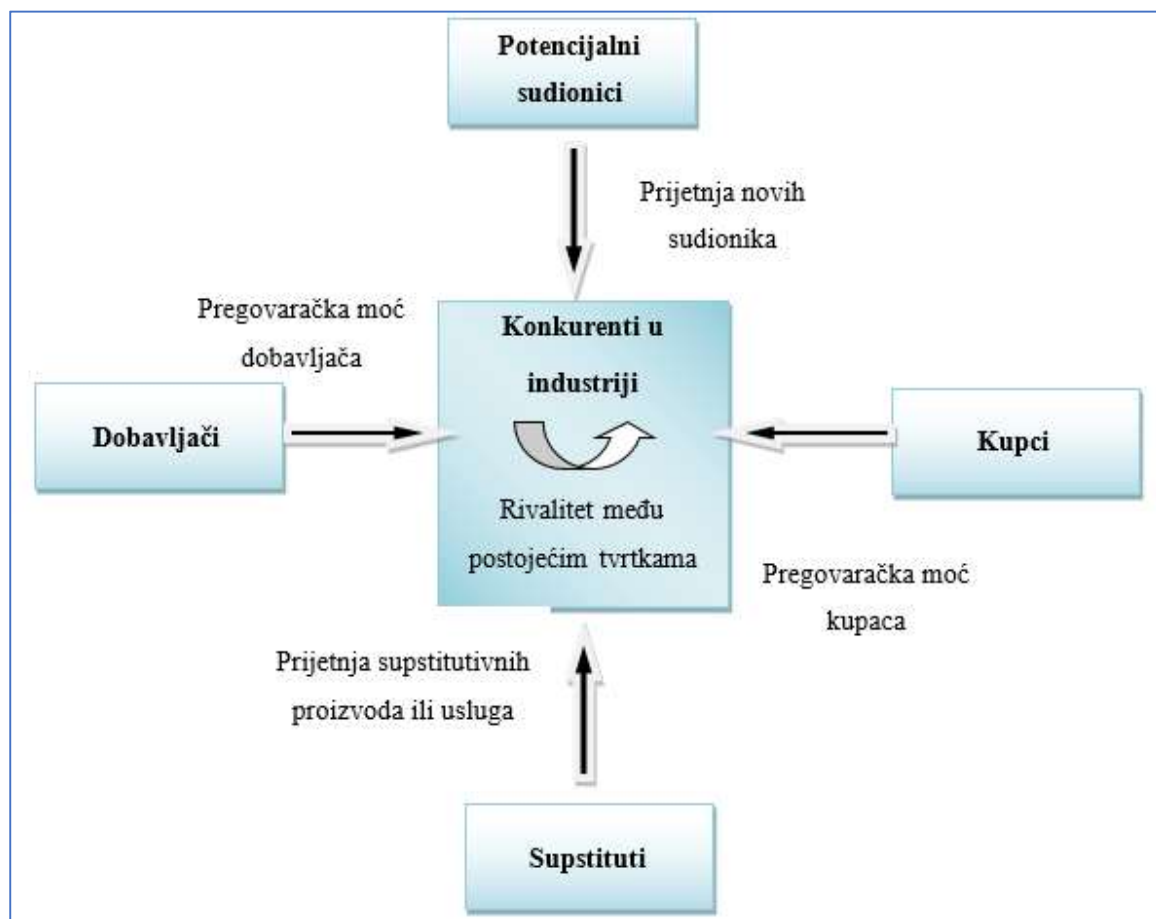 Potencijalni
sudionici
Prijetnja novih
sudionika
Pregovaračka moć
dobavljača
Dobavljači
Konkurenti u
industriji
Rivalitet među
postojećim tvrtkama
Kupci
Pregovaračka moć
kupaca
Prijetnja supstitutivnih
proizvoda ili usluga
Supstituti